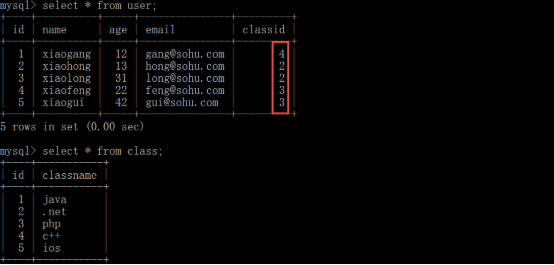 mysql> select * from user;
+----+----------+-----+---------------+---------+
| id | name | age | email | classid |
+----+----------+-----+---------------+---------+
| 1 | xiaogang | 12 | gang@sohu.com | 4 |
| 2 | xiaohong | 13 | hong@sohu.com | 2 |
| 3 | xiaolong | 31 | long@sohu.com | 2 |
| 4 | xiaofeng | 22 | feng@sohu.com | 3 |
| 5 | xiaogui | 42 | gui@sohu.com | 3 |
+----+----------+-----+---------------+---------+
5 rows in set (0.00 sec)
mysql> select * from class;
+----+-----------+
| id | classname |
+----+-----------+
| 1 | java |
| 2 | .net |
| 3 | php |
| 4 | c++ |
| 5 | ios |
+----+-----------+